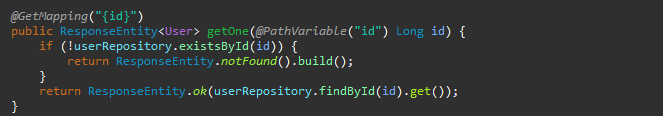 @GetMapping("{id}")
public ResponseEntity<User> getOne(@PathVariable("id") Long id) {
    if (!userRepository.existsById(id)) {
        return ResponseEntity.notFound().build();
    }
    return ResponseEntity.ok(userRepository.findById(id).get());
}